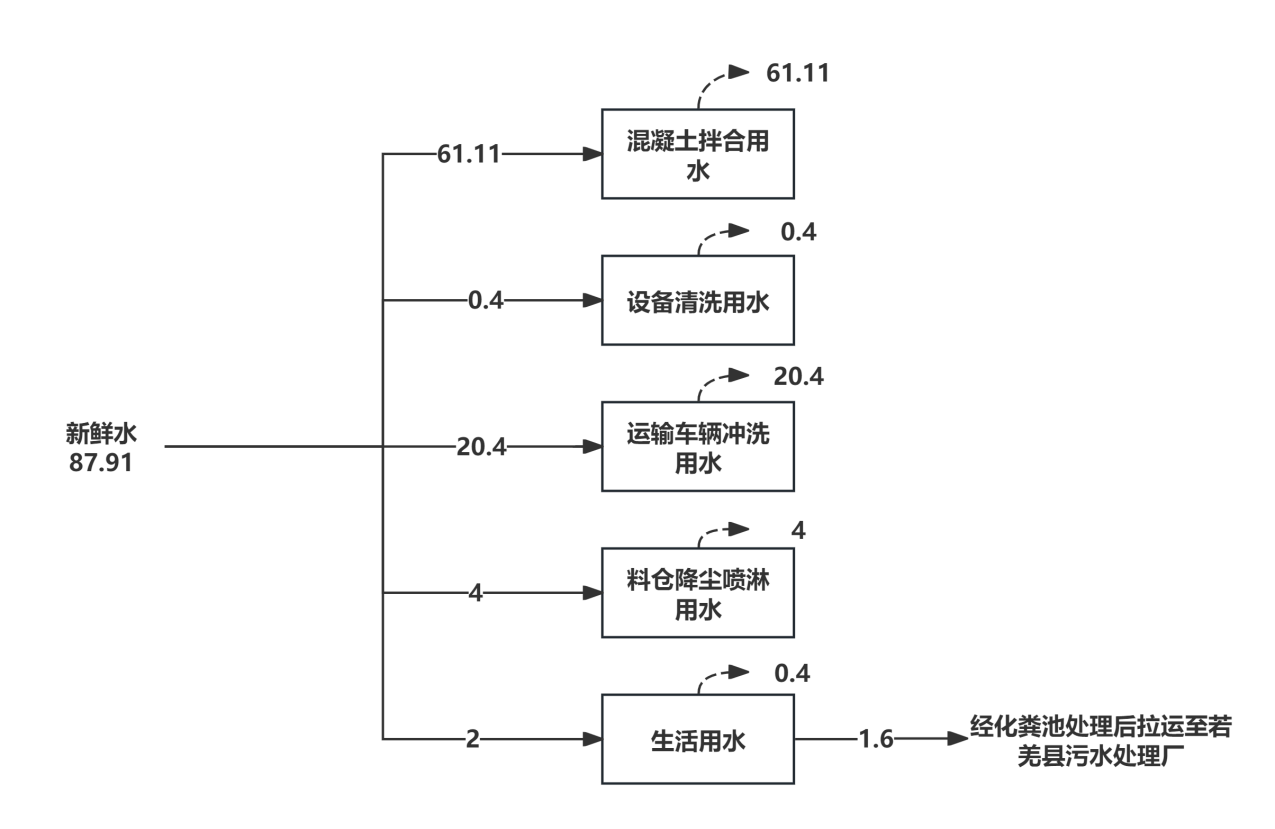 61.11
61.11
混凝土拌合用
水
0.4
0.4
设备清洗用水
20.4
新鲜水
87.91
20.4
运输车辆冲洗
用水
4
4
料仓降尘喷淋
用水
0.4
2
生活用水
1.6
经化粪池处理后拉运至若
羌县污水处理厂